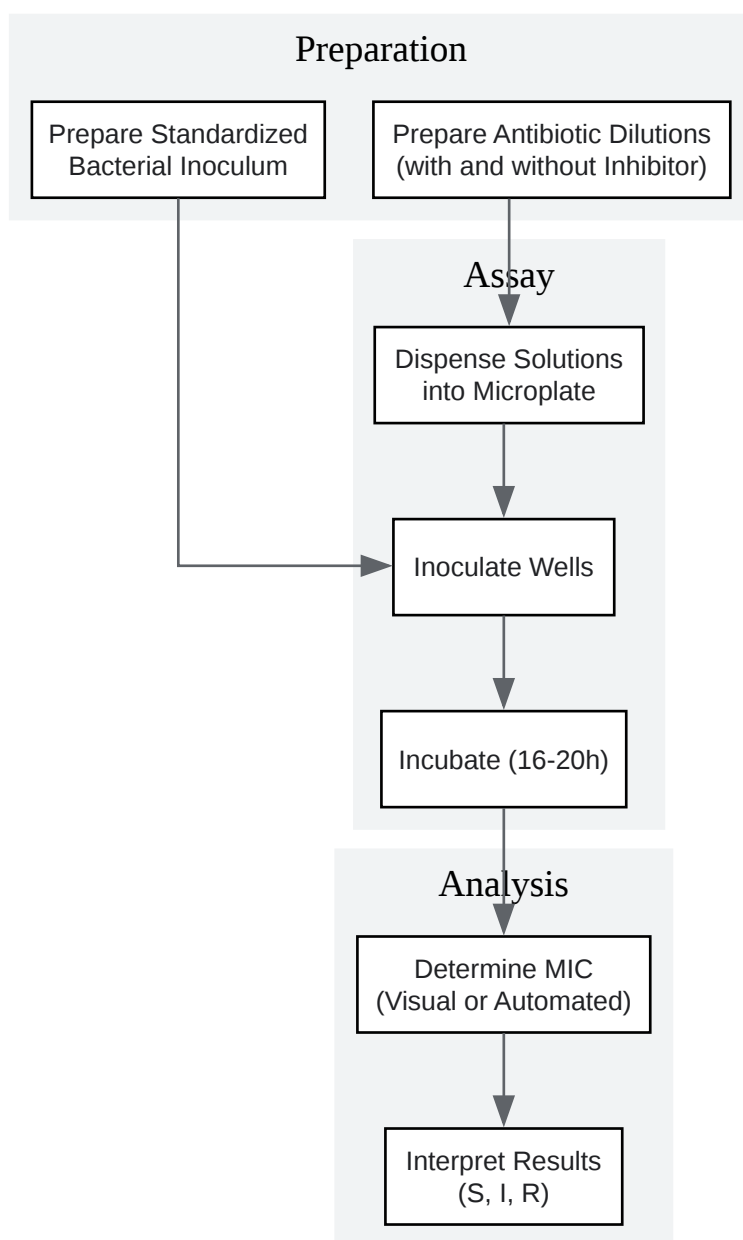 Preparation
Prepare Standardized
Bacterial Inoculum
Prepare Antibiotic Dilutions
(with and without Inhibitor)
Assay
Dispense Solutions
into Microplate
Inoculate Wells
Incubate (16-20h)
Analysis
Determine MIC
(Visual or Automated)
Interpret Results
(S, I, R)